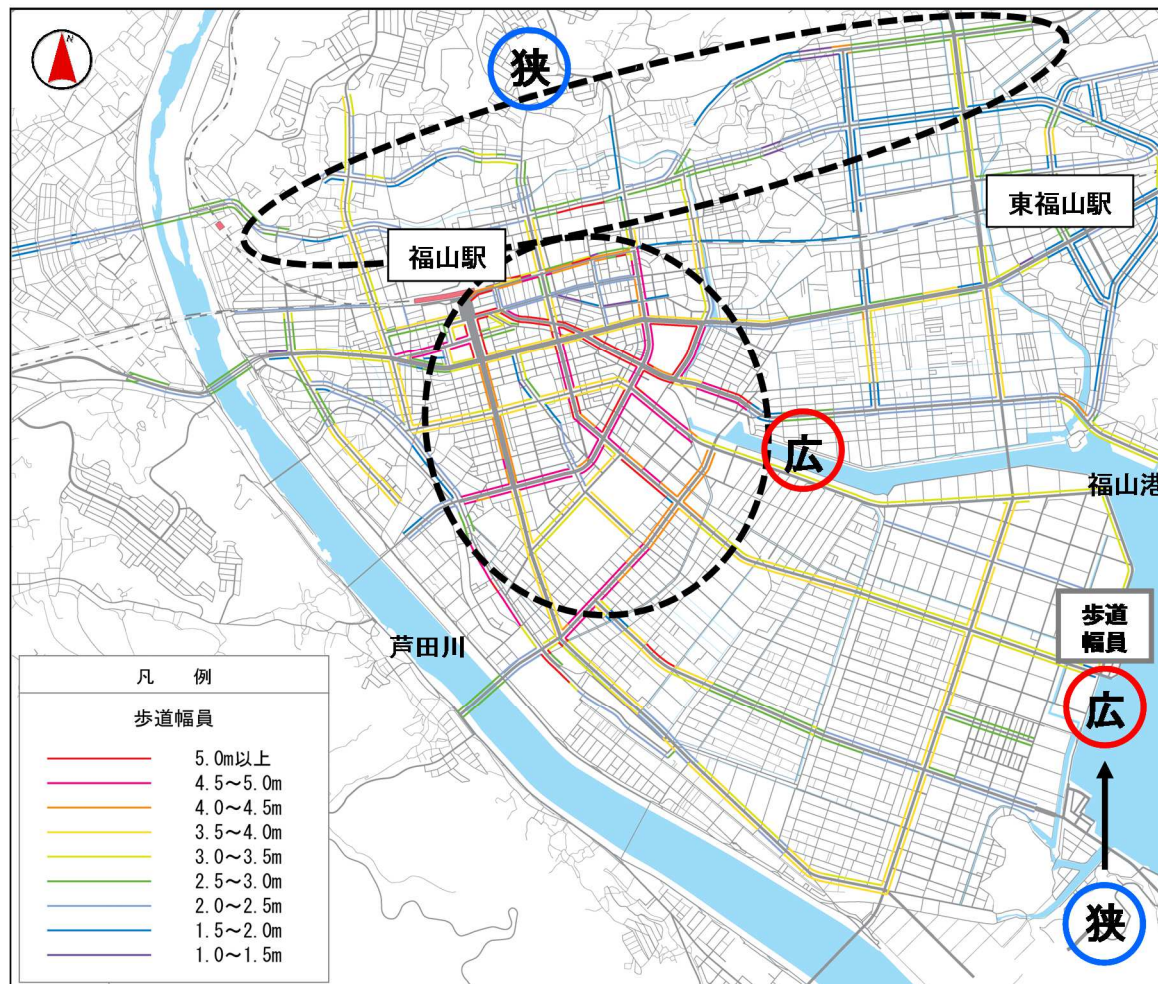 N
狭
東福山駅
福山駅
広
福山港
歩道
幅員
芦田川
広
狭
凡 例
歩道幅員
5.0m以上
4.5～5.0m
4.0～4.5m
3.5～4.0m
3.0～3.5m
2.5～3.0m
2.0～2.5m
1.5～2.0m
1.0～1.5m